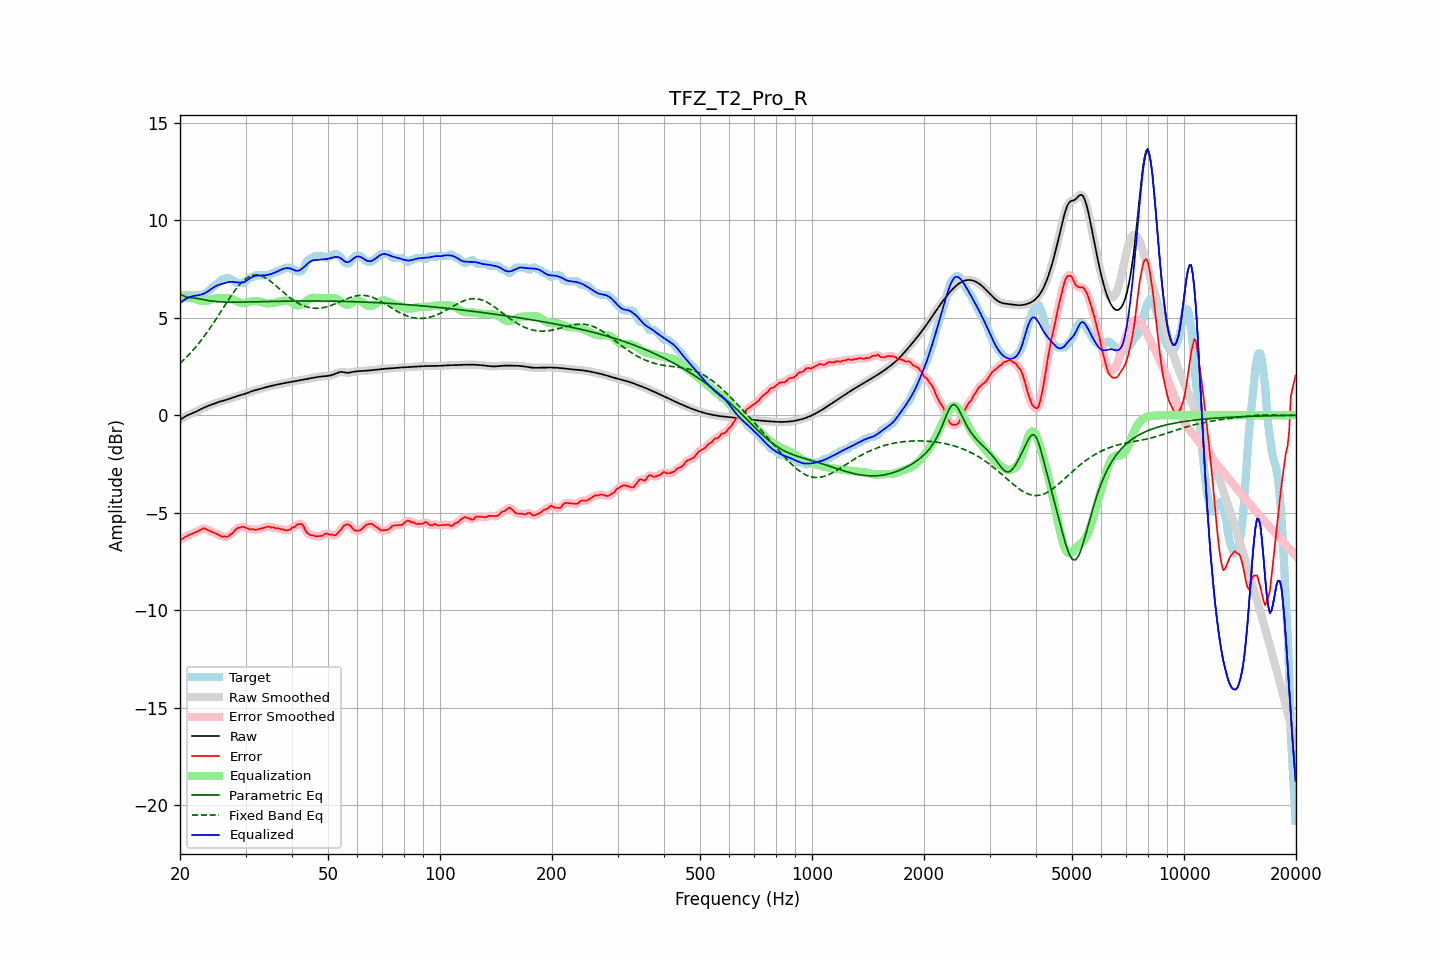 TFZ_T2_Pro_R
Amplitude (dBr)
15
10
5
0
−5
−10
−15
−20
Target
Raw Smoothed
Error Smoothed
Raw
Error
Equalization
Parametric Eq
Fixed Band Eq
Equalized
20 50 100 200 500 1000 2000 5000 10000 20000
Frequency (Hz)